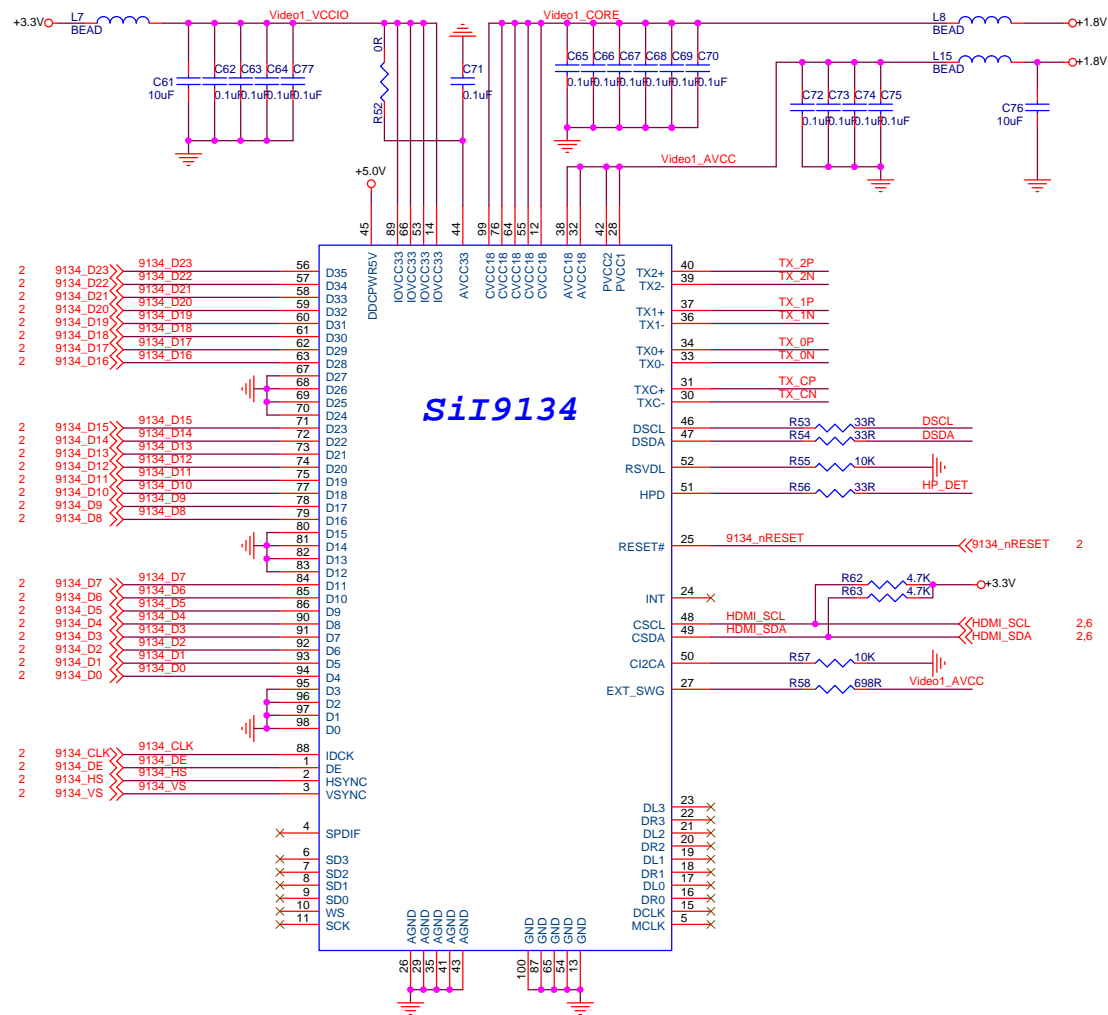 +3.3V L7 BEAD Video1_VCCIO Video1_CORE L8 BEAD +1.8V
L15 BEAD +1.8V
C61 10uF C62 0.1uF C63 0.1uF C64 0.1uF C77 0.1uF
0R R52
C71 0.1uF
C65 0.1uF C66 0.1uF C67 0.1uF C68 0.1uF C69 0.1uF C70 0.1uF
C72 0.1uF C73 0.1uF C74 0.1uF C75 0.1uF
C76 10uF
Video1_AVCC
+5.0V
45 89 66 53 14 44 99 76 64 55 12 38 32 42 28
DDCPWR5V IOVCC33 IOVCC33 IOVCC33 IOVCC33 AVCC33 CVCC18 CVCC18 CVCC18 CVCC18 CVCC18 AVCC18 AVCC18 PVCC2 PVCC1
SiI9134
2 9134_D23 9134_D23 56 D35
2 9134_D22 9134_D22 57 D34
2 9134_D21 9134_D21 58 D33
2 9134_D20 9134_D20 59 D32
2 9134_D19 9134_D19 60 D31
2 9134_D18 9134_D18 61 D30
2 9134_D17 9134_D17 62 D29
2 9134_D16 9134_D16 63 D28
67 D27
68 D26
69 D25
70 D24
2 9134_D15 9134_D15 71 D23
2 9134_D14 9134_D14 72 D22
2 9134_D13 9134_D13 73 D21
2 9134_D12 9134_D12 74 D20
2 9134_D11 9134_D11 75 D19
2 9134_D10 9134_D10 77 D18
2 9134_D9 9134_D9 78 D17
2 9134_D8 9134_D8 79 D16
80 D15
81 D14
82 D13
83 D12
2 9134_D7 9134_D7 84 D11
2 9134_D6 9134_D6 85 D10
2 9134_D5 9134_D5 86 D9
2 9134_D4 9134_D4 90 D8
2 9134_D3 9134_D3 91 D7
2 9134_D2 9134_D2 92 D6
2 9134_D1 9134_D1 93 D5
2 9134_D0 9134_D0 94 D4
95 D3
96 D2
97 D1
98 D0
2 9134_CLK 9134_CLK 88 IDCK
2 9134_DE 9134_DE 1 DE
2 9134_HS 9134_HS 2 HSYNC
2 9134_VS 9134_VS 3 VSYNC
4 SPDIF
6 SD3
7 SD2
8 SD1
9 SD0
10 WS
11 SCK
TX2+ 40 TX_2P
TX2- 39 TX_2N
TX1+ 37 TX_1P
TX1- 36 TX_1N
TX0+ 34 TX_0P
TX0- 33 TX_0N
TXC+ 31 TX_CP
TXC- 30 TX_CN
DSCL 46 R53 33R DSCL
DSDA 47 R54 33R DSDA
RSVDL 52 R55 10K
HPD 51 R56 33R HP_DET
RESET# 25 9134_nRESET 9134_nRESET 2
R62 4.7K +3.3V
R63 4.7K
INT 24
CSCL 48 HDMI_SCL HDMI_SCL 2,6
CSDA 49 HDMI_SDA HDMI_SDA 2,6
CI2CA 50 R57 10K
EXT_SWG 27 R58 698R Video1_AVCC
DL3 23
DR3 22
DL2 21
DR2 20
DL1 19
DR1 18
DL0 17
DR0 16
DCLK 15
MCLK 5
AGND AGND AGND AGND AGND GND GND GND GND GND
26 29 35 41 43 100 87 65 54 13